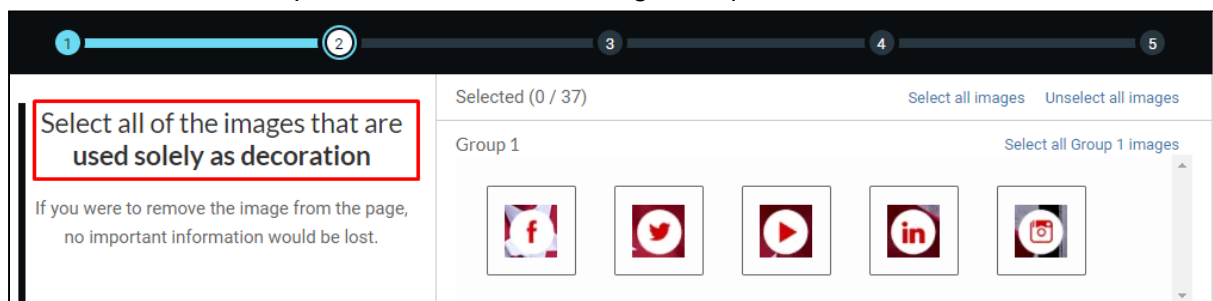 1 2 3 4 5
Select all of the images that are
used solely as decoration
If you were to remove the image from the page,
no important information would be lost.
Selected (0 / 37) Select all images Unselect all images
Group 1 Select all Group 1 images
f in